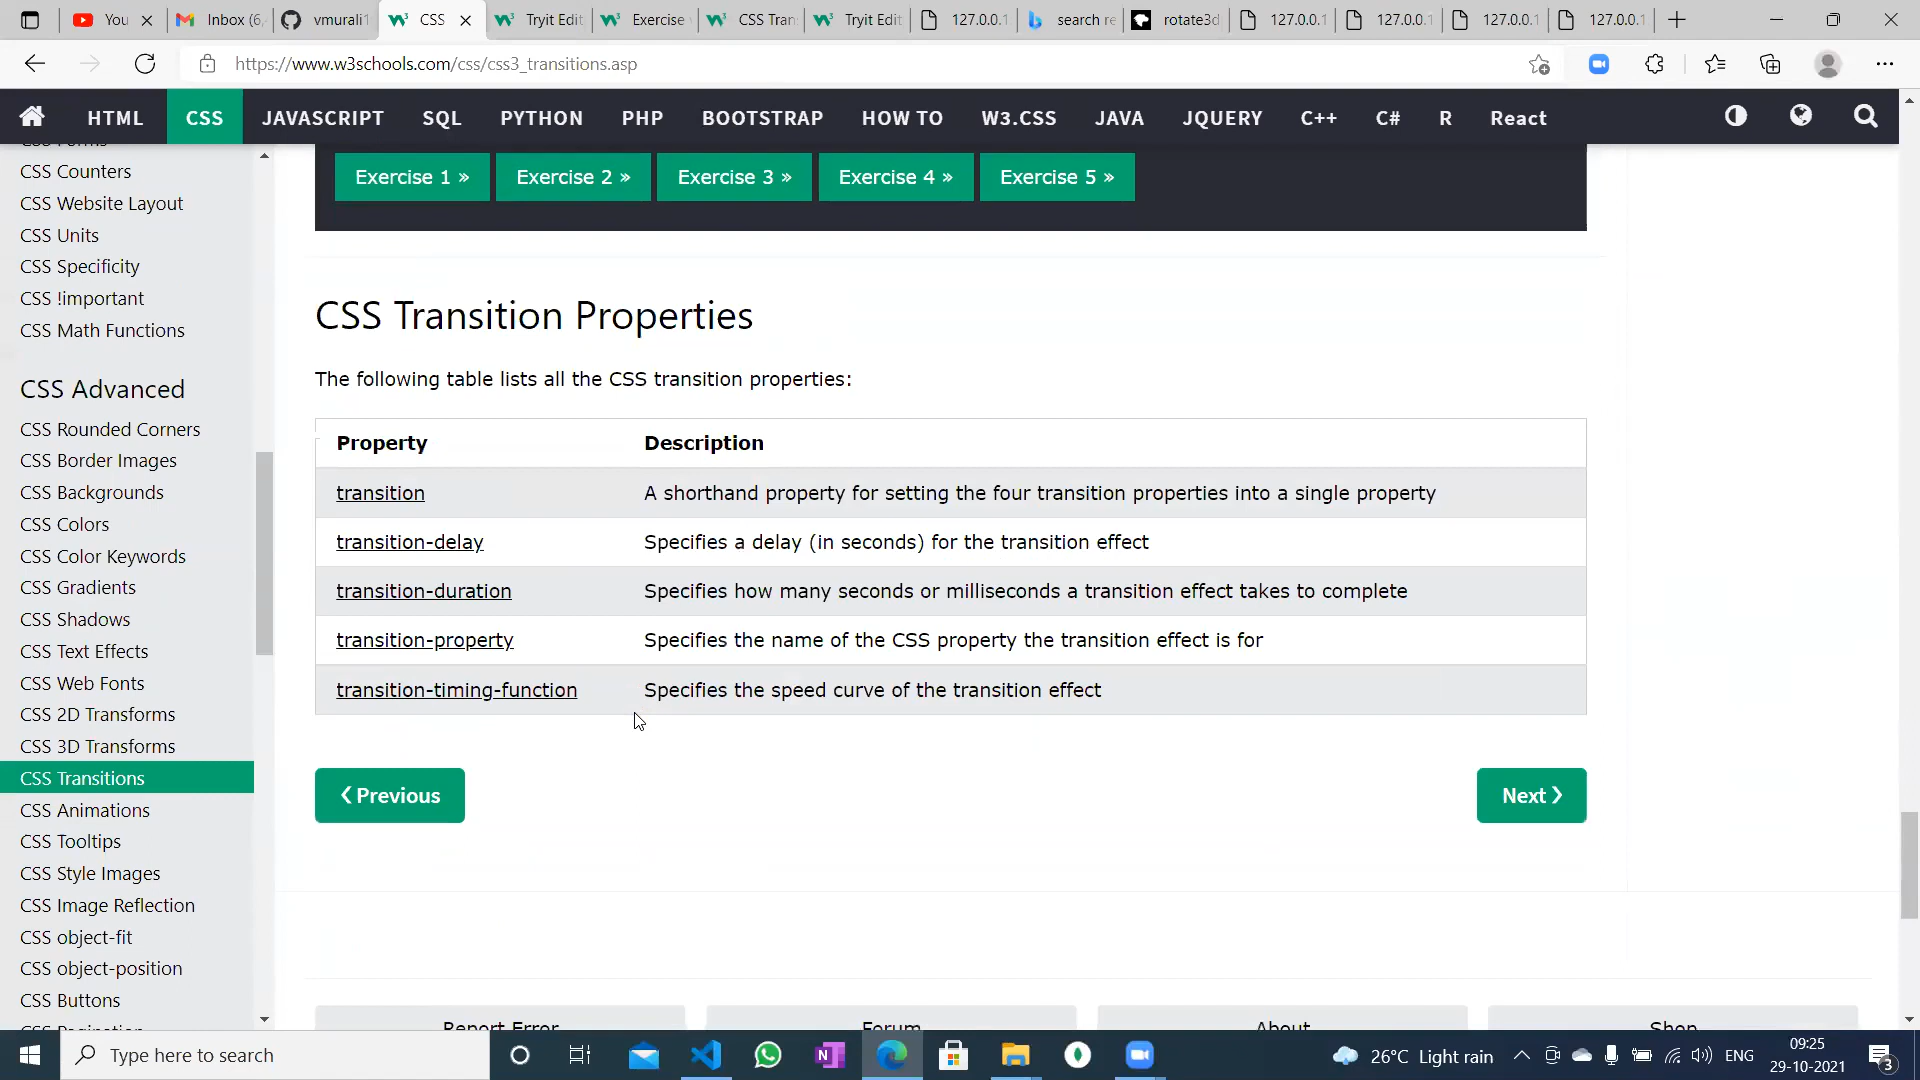 You
Inbox (6,
vmurali1
CSS
Tryit Edit
Exercise
CSS Tran
Tryit Edit
127.0.0.1
search re
rotate3d
127.0.0.1
127.0.0.1
127.0.0.1
127.0.0.1
https://www.w3schools.com/css/css3_transitions.asp
HTML CSS JAVASCRIPT SQL PYTHON PHP BOOTSTRAP HOW TO W3.CSS JAVA JQUERY C++ C# R React
CSS Forms
CSS Counters
CSS Website Layout
CSS Units
CSS Specificity
CSS !important
CSS Math Functions
CSS Advanced
CSS Rounded Corners
CSS Border Images
CSS Backgrounds
CSS Colors
CSS Color Keywords
CSS Gradients
CSS Shadows
CSS Text Effects
CSS Web Fonts
CSS 2D Transforms
CSS 3D Transforms
CSS Transitions
CSS Animations
CSS Tooltips
CSS Style Images
CSS Image Reflection
CSS object-fit
CSS object-position
CSS Buttons
CSS Pagination
Exercise 1 » Exercise 2 » Exercise 3 » Exercise 4 » Exercise 5 »
CSS Transition Properties
The following table lists all the CSS transition properties:
Property Description
transition A shorthand property for setting the four transition properties into a single property
transition-delay Specifies a delay (in seconds) for the transition effect
transition-duration Specifies how many seconds or milliseconds a transition effect takes to complete
transition-property Specifies the name of the CSS property the transition effect is for
transition-timing-function Specifies the speed curve of the transition effect
❮ Previous Next ❯
Report Error Forum About Shop
Type here to search
26°C Light rain
ENG
09:25
29-10-2021
3